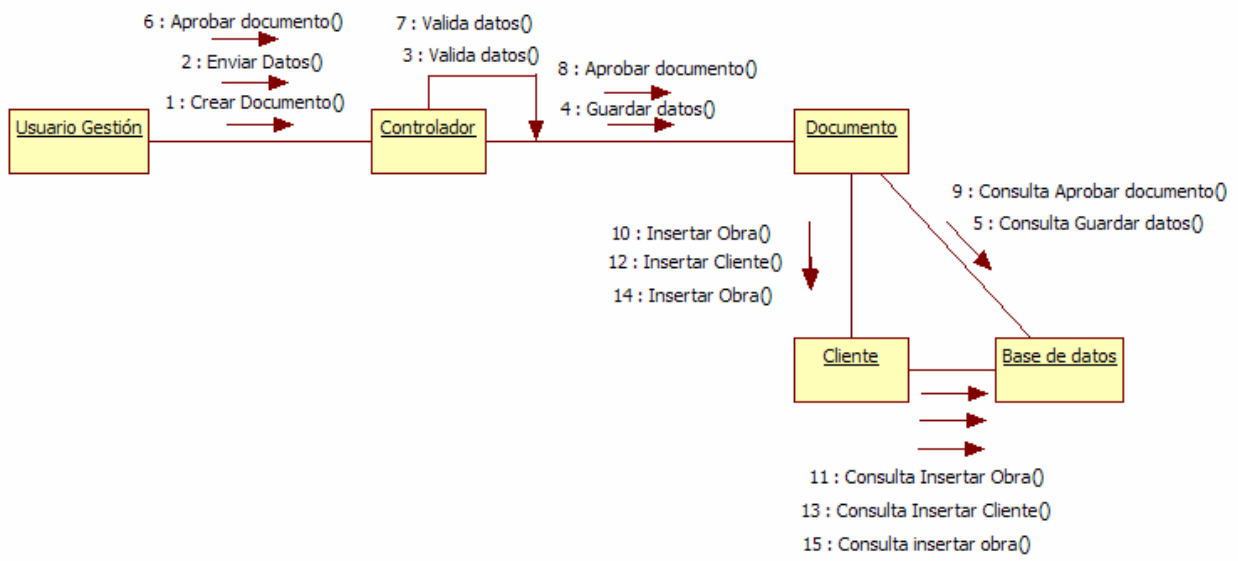 6 : Aprobar documento()
7 : Valida datos()
2 : Enviar Datos()
3 : Valida datos()
8 : Aprobar documento()
1 : Crear Documento()
4 : Guardar datos()
Usuario Gestión
Controlador
Documento
9 : Consulta Aprobar documento()
5 : Consulta Guardar datos()
10 : Insertar Obra()
12 : Insertar Cliente()
14 : Insertar Obra()
Cliente
Base de datos
11 : Consulta Insertar Obra()
13 : Consulta Insertar Cliente()
15 : Consulta insertar obra()